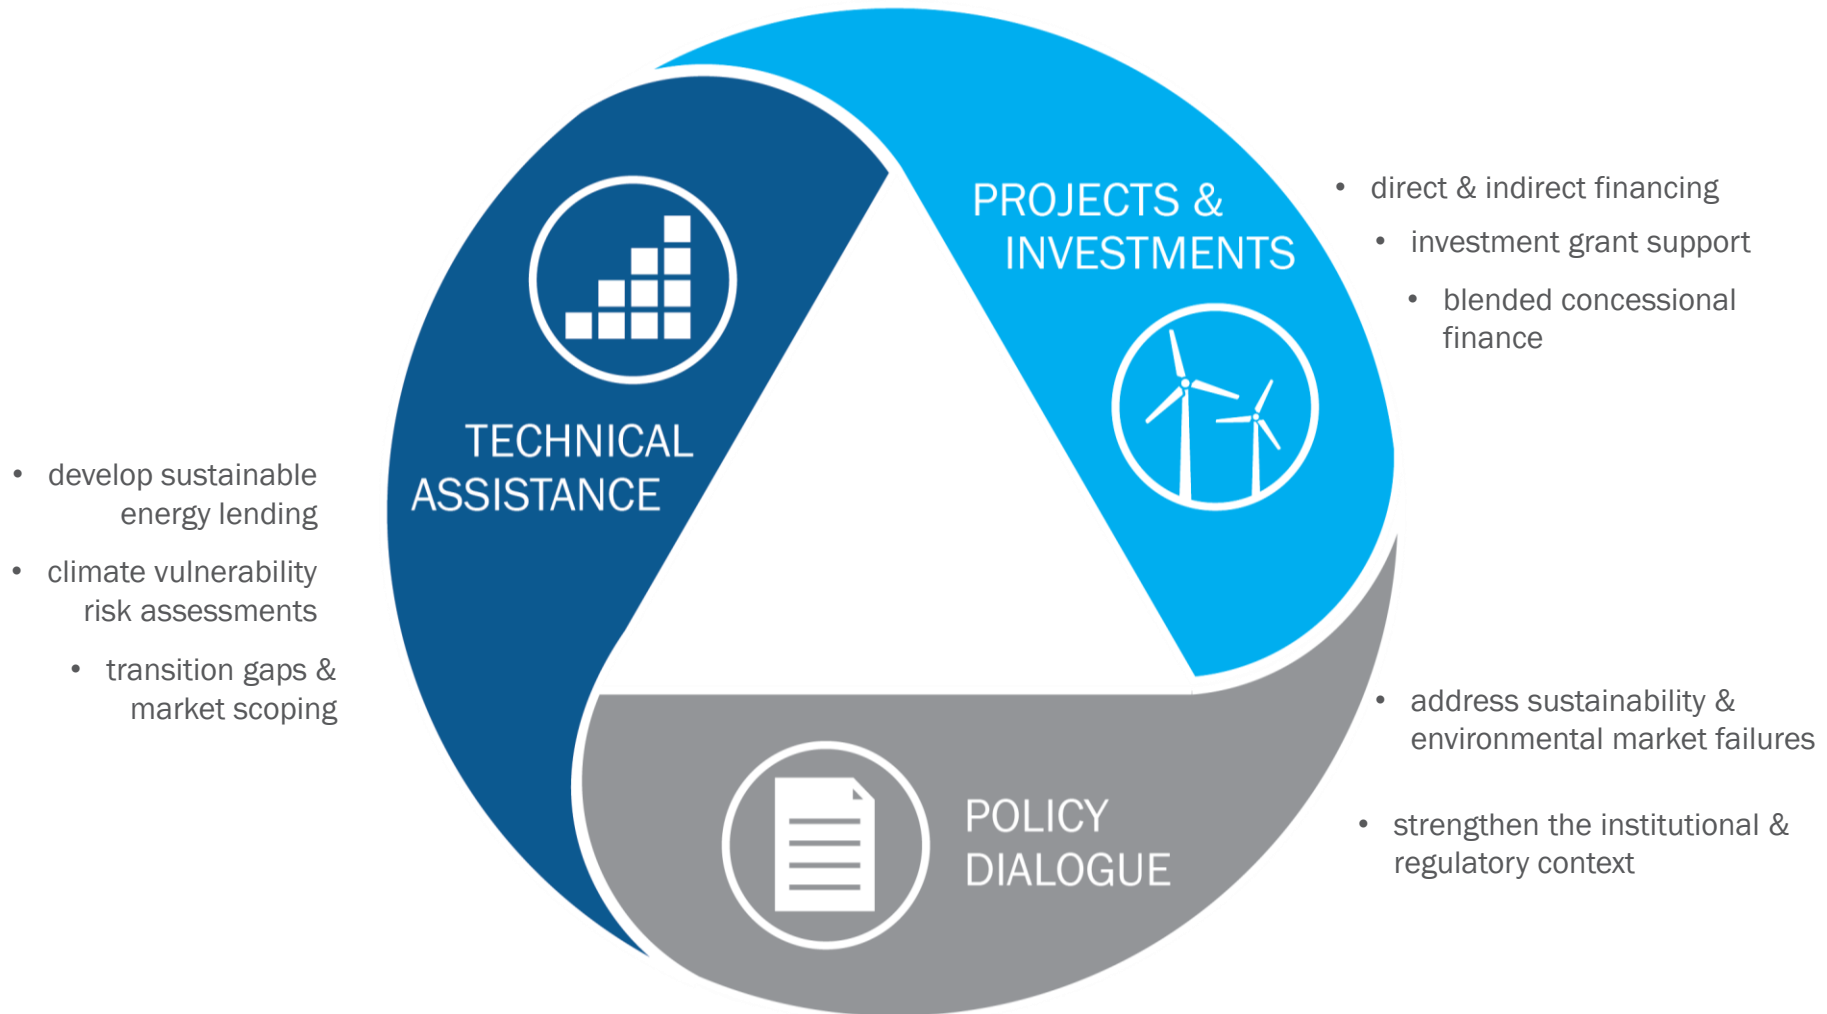 PROJECTS &
INVESTMENTS
• direct & indirect financing
• investment grant support
• blended concessional
finance
TECHNICAL
ASSISTANCE
• develop sustainable
energy lending
• climate vulnerability
risk assessments
• transition gaps &
market scoping
POLICY
DIALOGUE
• address sustainability &
environmental market failures
• strengthen the institutional &
regulatory context